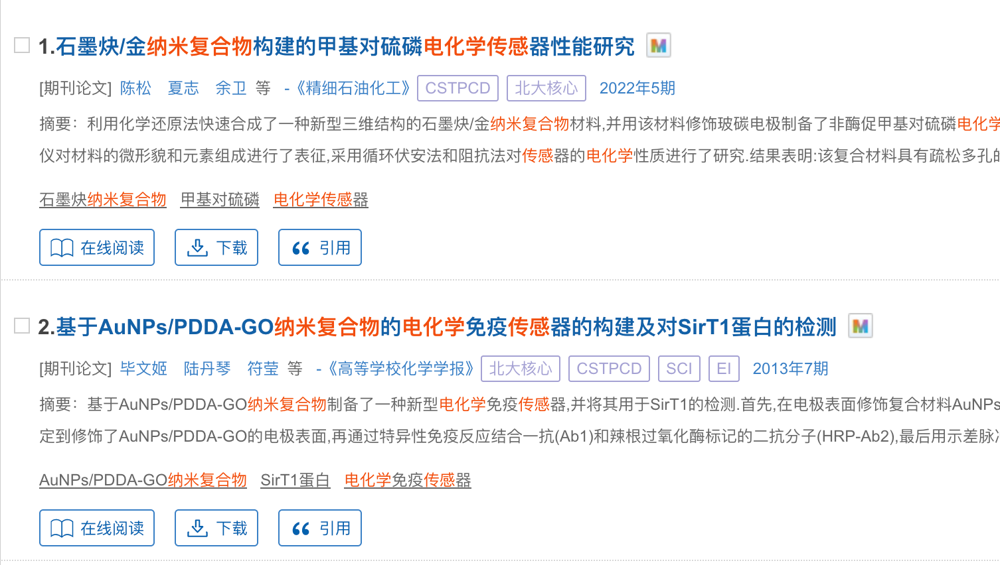 1.石墨炔/金纳米复合物构建的甲基对硫磷电化学传感器性能研究 M
[期刊论文] 陈松 夏志 余卫 等 -《精细石油化工》 CSTPCD 北大核心 2022年5期
摘要：利用化学还原法快速合成了一种新型三维结构的石墨炔/金纳米复合物材料,并用该材料修饰玻碳电极制备了非酶促甲基对硫磷电化学
仪对材料的微形貌和元素组成进行了表征,采用循环伏安法和阻抗法对传感器的电化学性质进行了研究.结果表明:该复合材料具有疏松多孔的
石墨炔纳米复合物 甲基对硫磷 电化学传感器
在线阅读 下载 引用
2.基于AuNPs/PDDA-GO纳米复合物的电化学免疫传感器的构建及对SirT1蛋白的检测 M
[期刊论文] 毕文姬 陆丹琴 符莹 等 -《高等学校化学学报》 北大核心 CSTPCD SCI EI 2013年7期
摘要：基于AuNPs/PDDA-GO纳米复合物制备了一种新型电化学免疫传感器,并将其用于SirT1的检测.首先,在电极表面修饰复合材料AuNPs
定到修饰了AuNPs/PDDA-GO的电极表面,再通过特异性免疫反应结合一抗(Ab1)和辣根过氧化酶标记的二抗分子(HRP-Ab2),最后用示差脉冲
AuNPs/PDDA-GO纳米复合物 SirT1蛋白 电化学免疫传感器
在线阅读 下载 引用